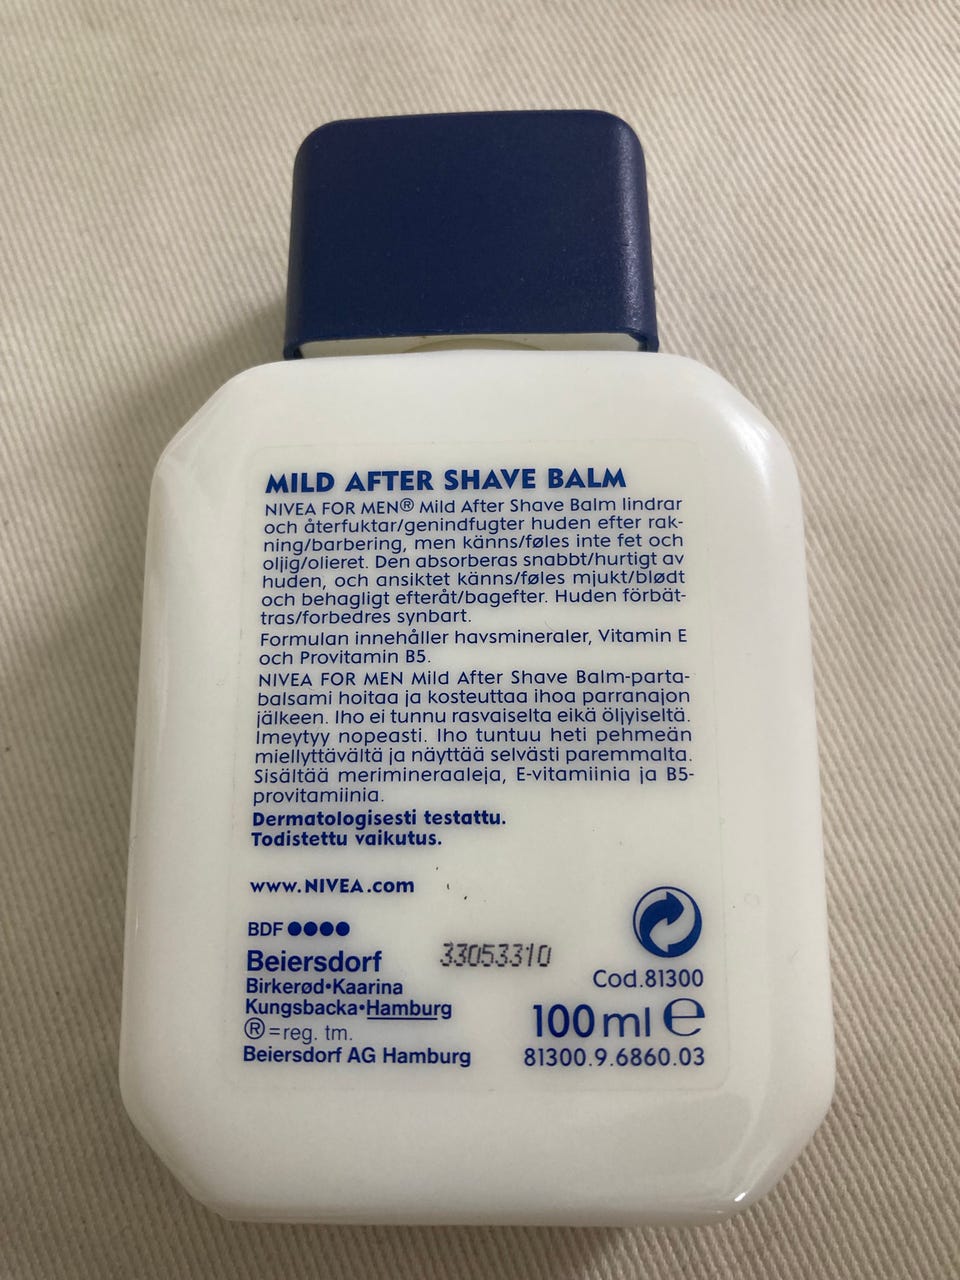 MILD AFTER SHAVE BALM
NIVEA FOR MEN® Mild After Shave Balm lindrar
och återfuktar/genindfugter huden efter rak-
ning/barbering, men känns/føles inte fet och
oljig/olieret. Den absorberas snabbt/hurtigt av
huden, och ansiktet känns/føles mjukt/blødt
och behagligt efteråt/bagefter. Huden förbät-
tras/forbedres synbart.
Formulan innehåller havsmineraler, Vitamin E
och Provitamin B5.
NIVEA FOR MEN Mild After Shave Balm-parta-
balsami hoitaa ja kosteuttaa ihoa parranajon
jälkeen. Iho ei tunnu rasvaiselta eikä öljyiseltä.
Imeytyy nopeasti. Iho tuntuu heti pehmeän
miellyttävältä ja näyttää selvästi paremmalta.
Sisältää merimineraaleja, E-vitamiinia ja B5-
provitamiinia.
Dermatologisesti testattu.
Todistettu vaikutus.
www.NIVEA.com
BDF ●●●●
Beiersdorf
Birkerød•Kaarina
Kungsbacka•Hamburg
®=reg. tm.
Beiersdorf AG Hamburg
33053310
Cod.81300
100 ml ℮
81300.9.6860.03